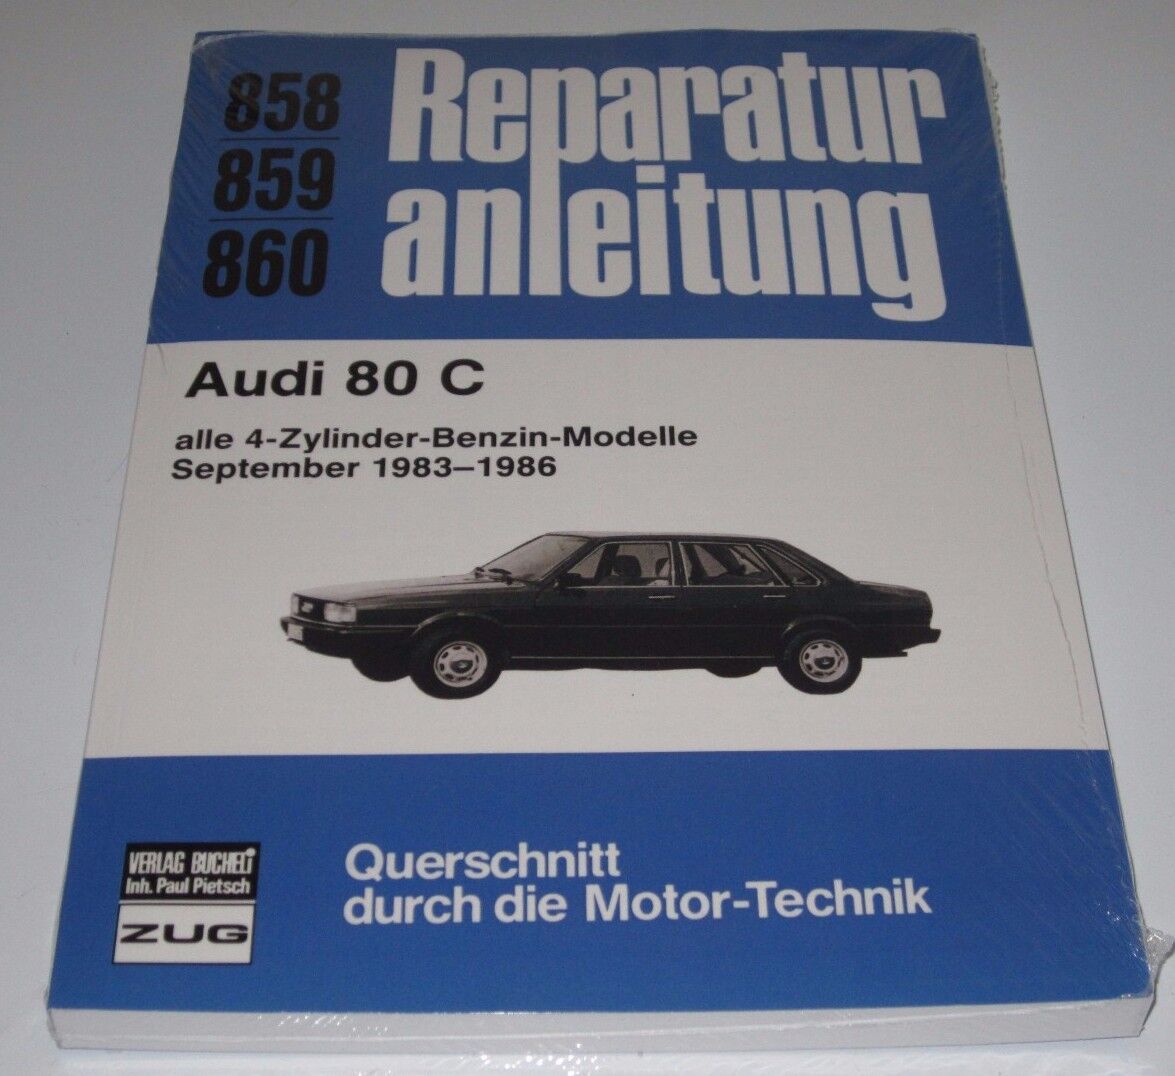 858
859
860
Reparatur
anleitung
Audi 80 C
alle 4-Zylinder-Benzin-Modelle
September 1983–1986
VERLAG BUCHELI
Inh. Paul Pietsch
ZUG
Querschnitt
durch die Motor-Technik